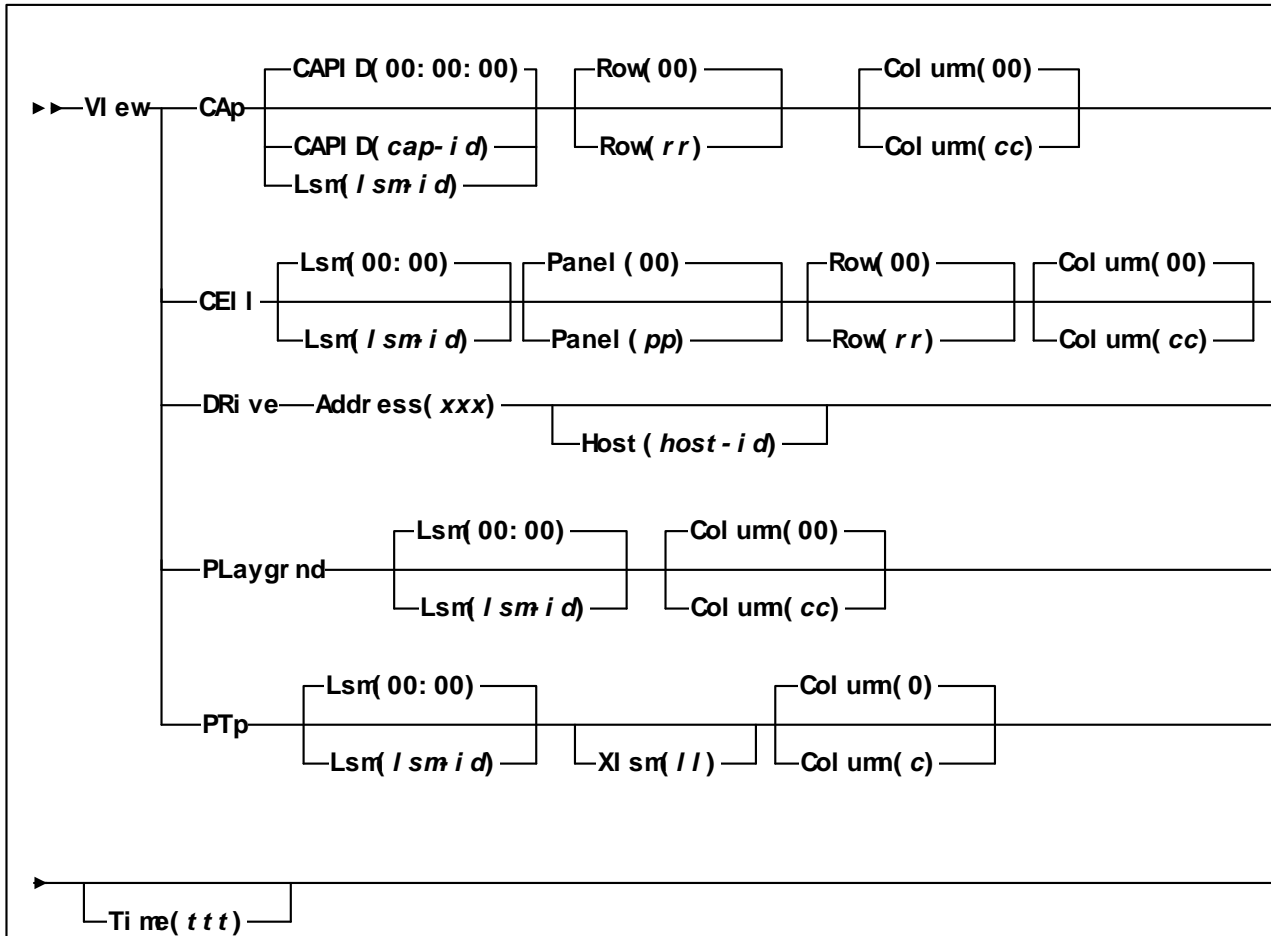 CAPID(00:00:00) Row(00) Column(00)
VIew CAp
CAPID(cap-id) Row(rr) Column(cc)
Lsm(lsm-id)
Lsm(00:00) Panel(00) Row(00) Column(00)
CEll
Lsm(lsm-id) Panel(pp) Row(rr) Column(cc)
DRive Address(xxx)
Host(host-id)
Lsm(00:00) Column(00)
PLaygrnd
Lsm(lsm-id) Column(cc)
Lsm(00:00) Column(0)
PTp
Lsm(lsm-id) Xlsm(ll) Column(c)
Time(ttt)